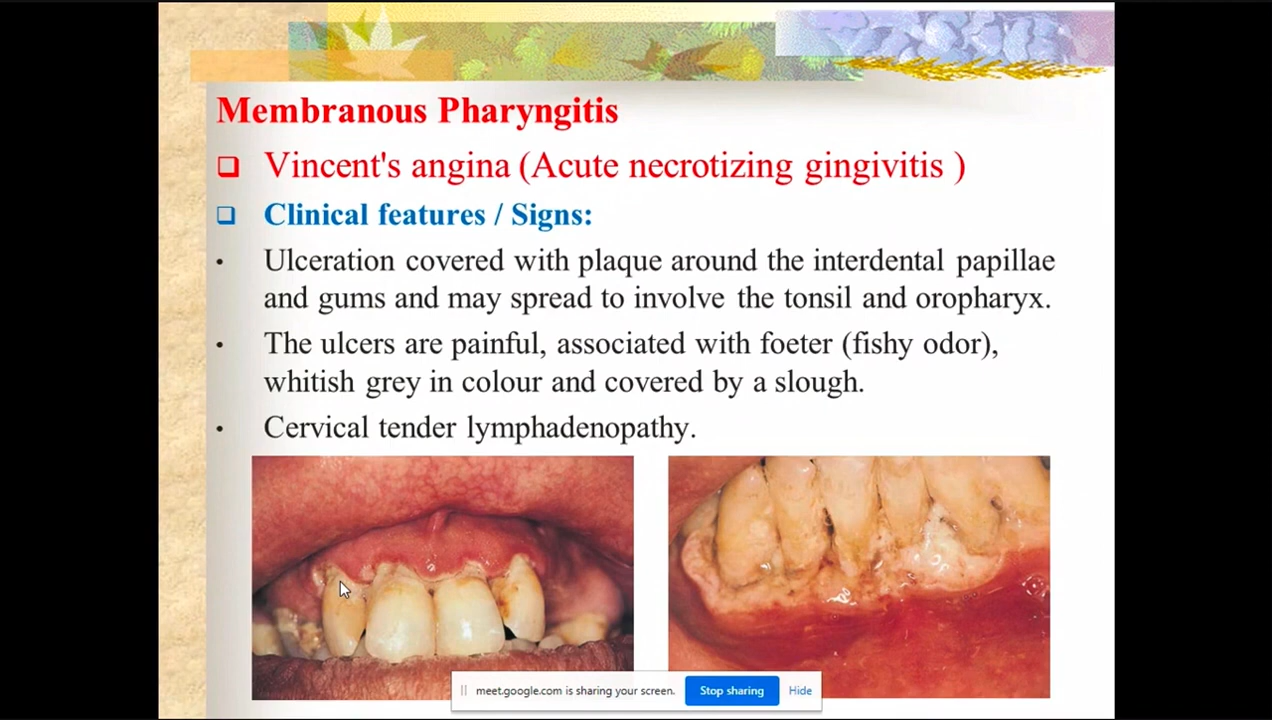 Membranous Pharyngitis
Vincent's angina (Acute necrotizing gingivitis )
Clinical features / Signs:
• Ulceration covered with plaque around the interdental papillae
and gums and may spread to involve the tonsil and oropharyx.
• The ulcers are painful, associated with foeter (fishy odor),
whitish grey in colour and covered by a slough.
• Cervical tender lymphadenopathy.
meet.google.com is sharing your screen. Stop sharing Hide